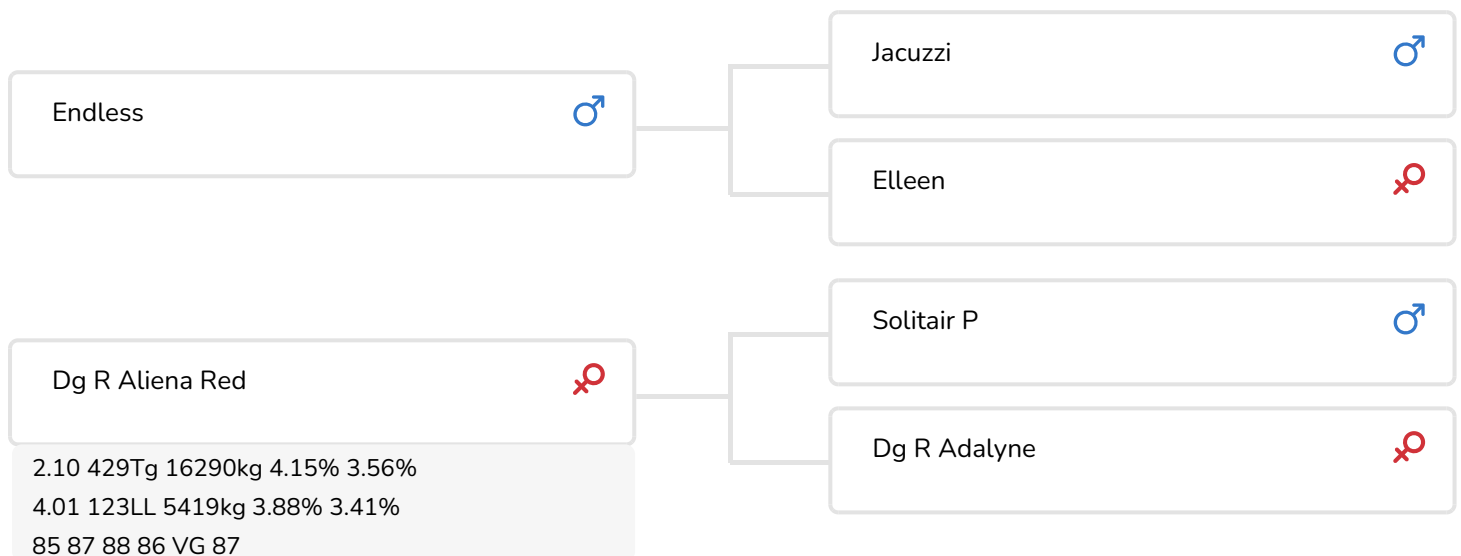 Endless
Jacuzzi
Elleen
Dg R Aliena Red
2.10 429Tg 16290kg 4.15% 3.56%
4.01 123LL 5419kg 3.88% 3.41%
85 87 88 86 VG 87
Solitair P
Dg R Adalyne